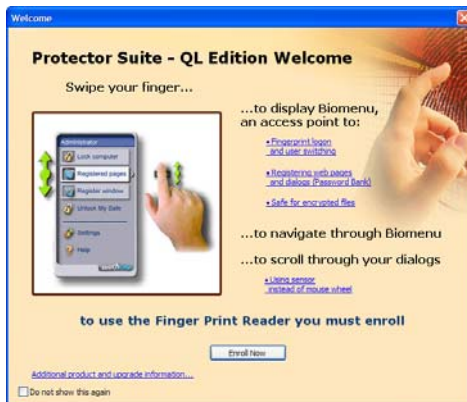 Welcome
Protector Suite - QL Edition Welcome
Swipe your finger...
Administrator
Lock computer
Registered pages
Register window
Unlock My Safe
Settings
Help
...to display Biomenu,
an access point to:
•Fingerprint logon
and user switching
•Registering web pages
and dialogs (Password Bank)
•Safe for encrypted files
...to navigate through Biomenu
...to scroll through your dialogs
•Using sensor
instead of mouse wheel
to use the Finger Print Reader you must enroll
Enroll Now
Additional product and upgrade information...
Do not show this again